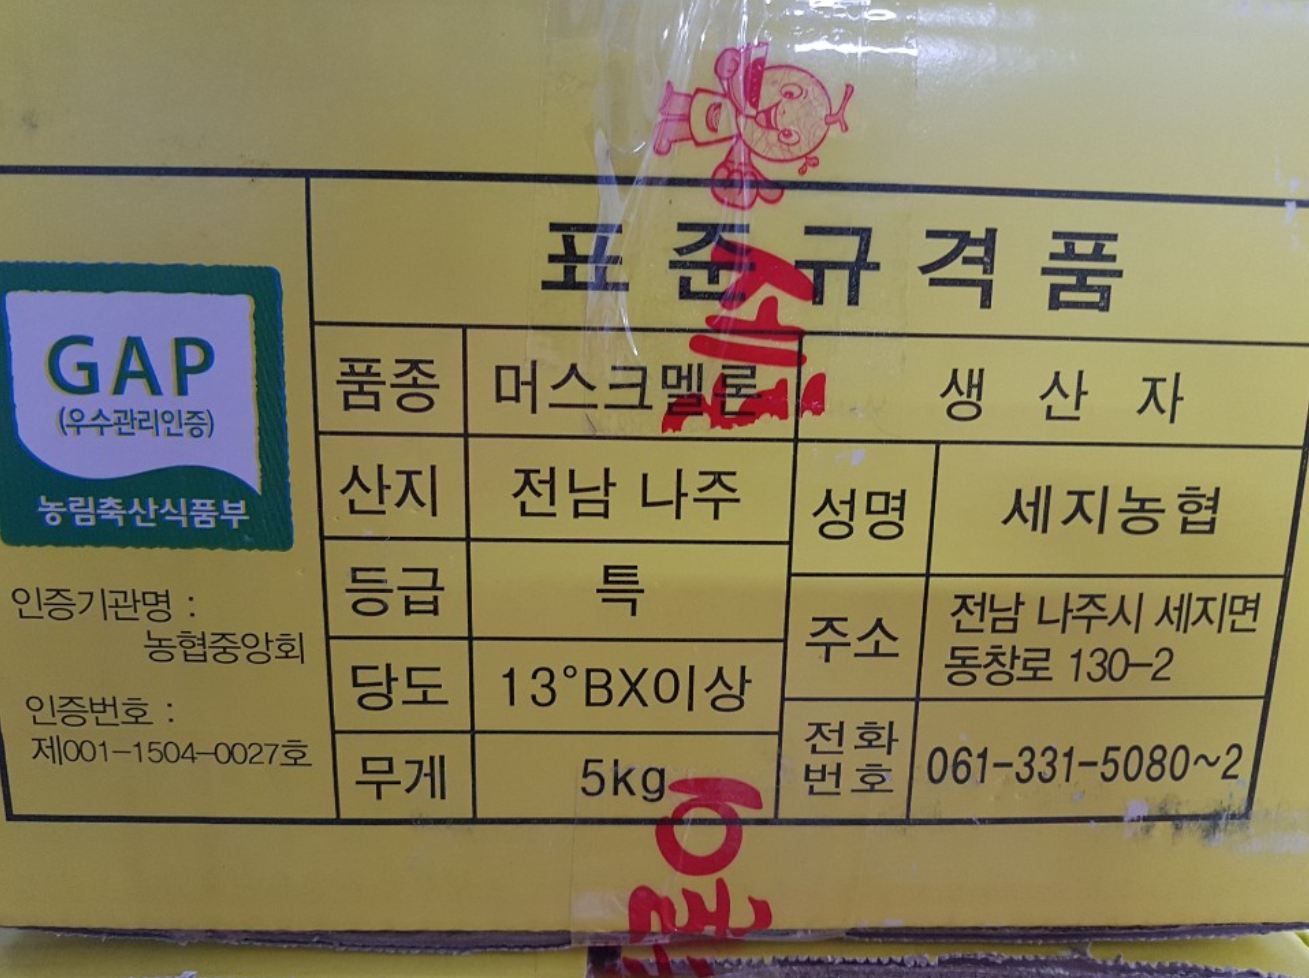 표준규격품
GAP
(우수관리인증)
농림축산식품부
인증기관명 :
농협중앙회
인증번호 :
제001-1504-0027호
품종 머스크멜론
산지 전남 나주
등급 특
당도 13°BX이상
무게 5kg
생 산 자
성명 세지농협
주소 전남 나주시 세지면
동창로 130-2
전화
번호 061-331-5080~2
세지